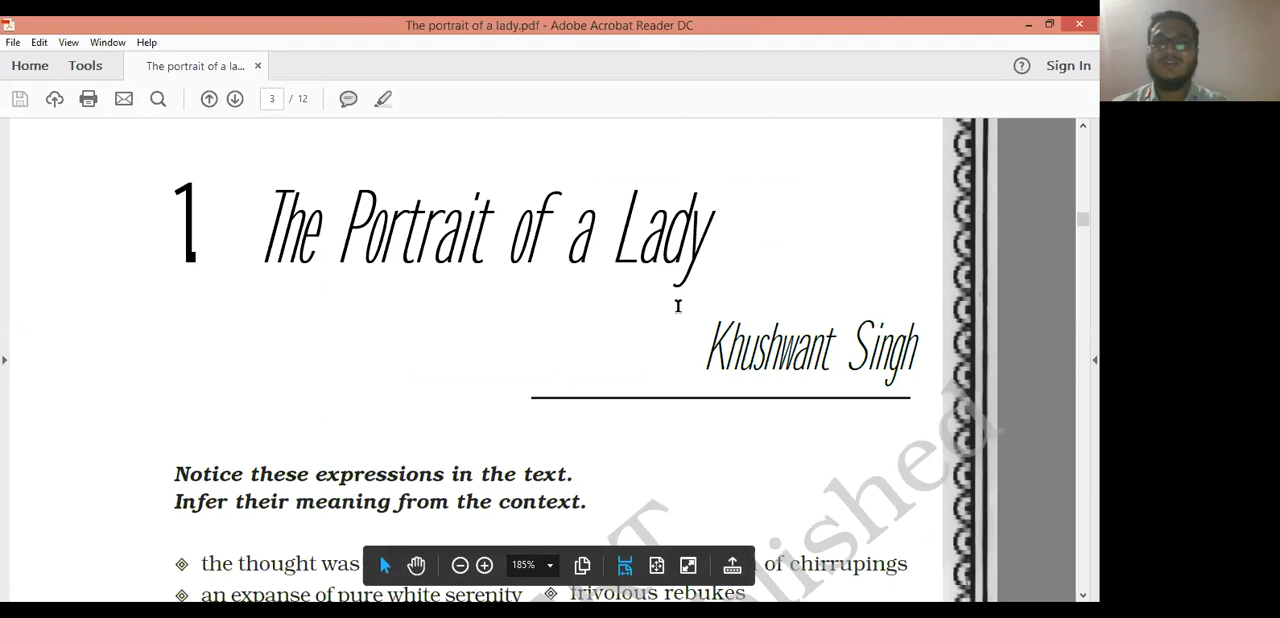 The portrait of a lady.pdf - Adobe Acrobat Reader DC
File Edit View Window Help
Home Tools The portrait of a la... × Sign In
3 / 12
1. The Portrait of a Lady
Khushwant Singh
Notice these expressions in the text.
Infer their meaning from the context.
the thought was of chirrupings
185%
an expanse of pure white serenity frivolous rebukes